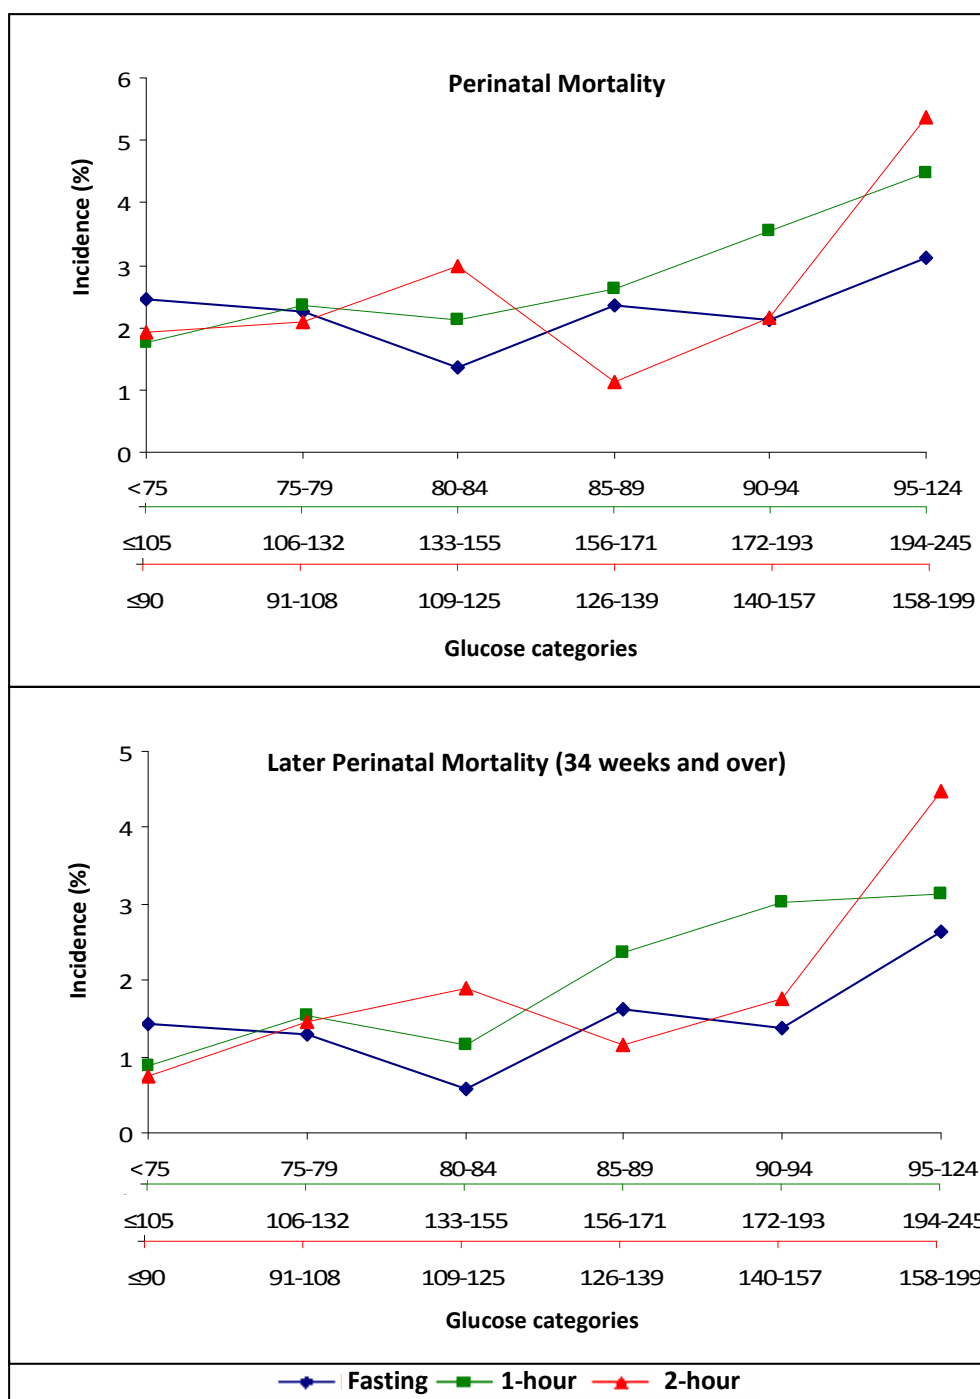 Perinatal Mortality
Incidence (%)
6
5
4
3
2
1
0
<75 75-79 80-84 85-89 90-94 95-124
≤105 106-132 133-155 156-171 172-193 194-245
≤90 91-108 109-125 126-139 140-157 158-199
Glucose categories
Later Perinatal Mortality (34 weeks and over)
Incidence (%)
5
4
3
2
1
0
<75 75-79 80-84 85-89 90-94 95-124
≤105 106-132 133-155 156-171 172-193 194-245
≤90 91-108 109-125 126-139 140-157 158-199
Glucose categories
Fasting 1-hour 2-hour